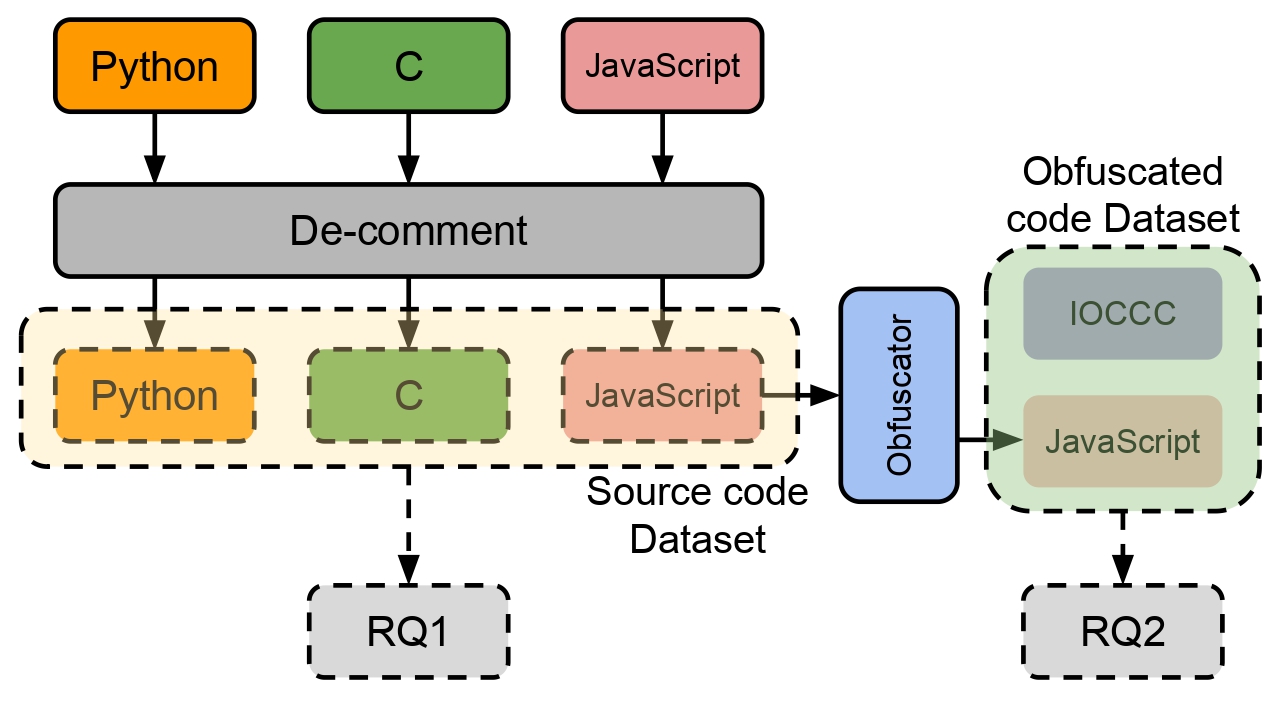 Python
C
JavaScript
De-comment
Python
C
JavaScript
Source code
Dataset
Obfuscator
Obfuscated
code Dataset
IOCCC
JavaScript
RQ1
RQ2